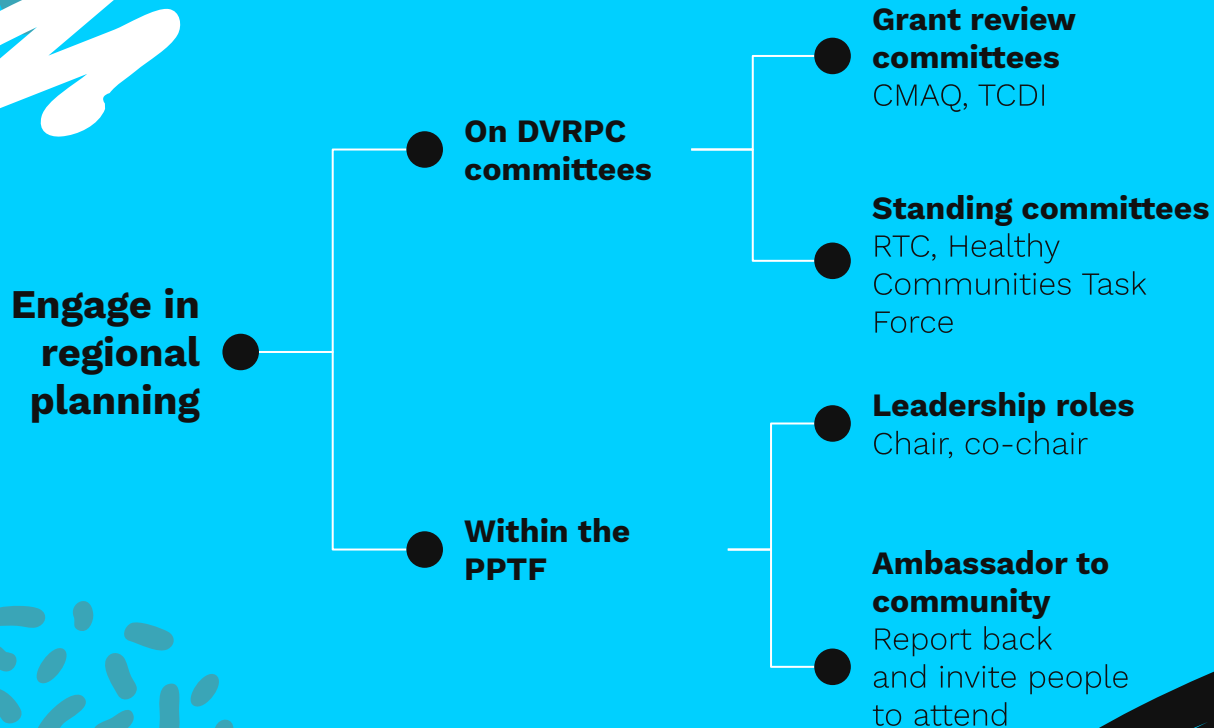 Engage in
regional
planning
On DVRPC
committees
Grant review
committees
CMAQ, TCDI
Standing committees
RTC, Healthy
Communities Task
Force
Within the
PPTF
Leadership roles
Chair, co-chair
Ambassador to
community
Report back
and invite people
to attend